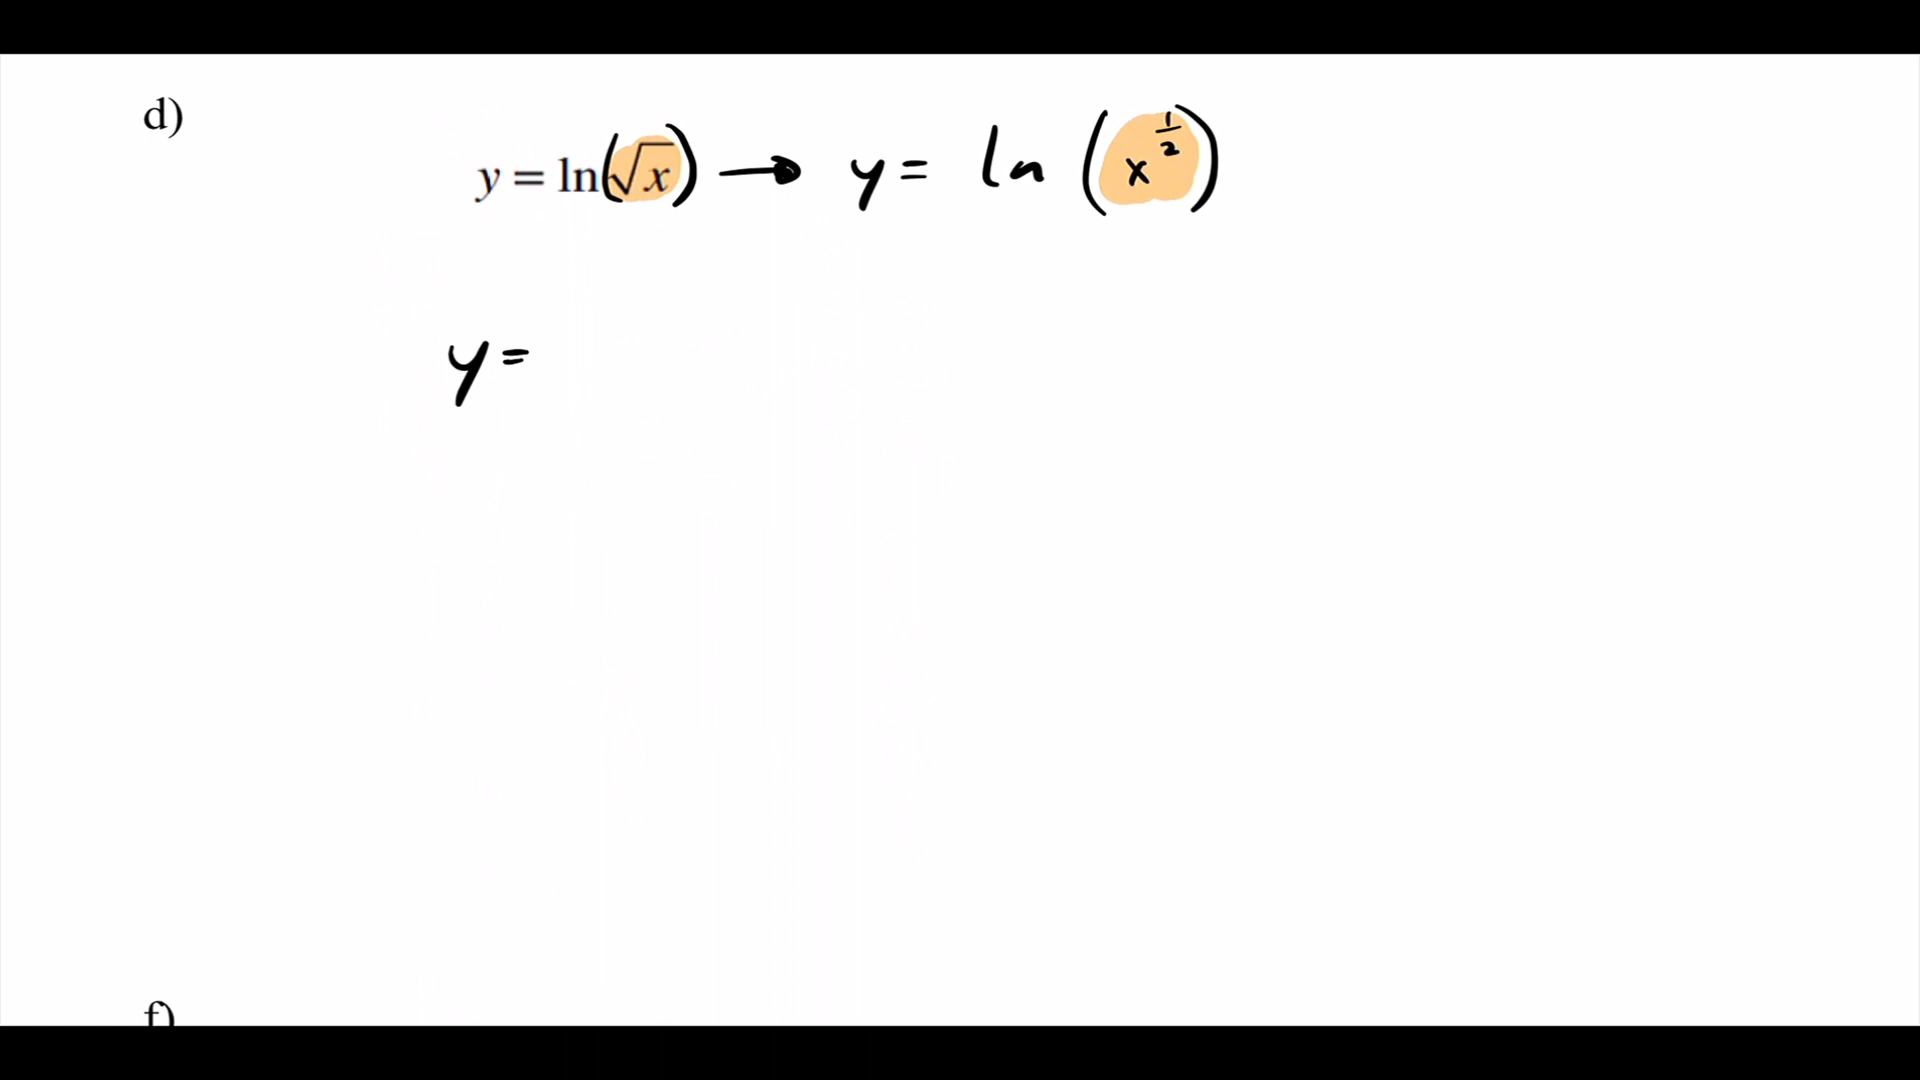 d)
y = ln(√x) → y = ln (x^½)
y =
f)